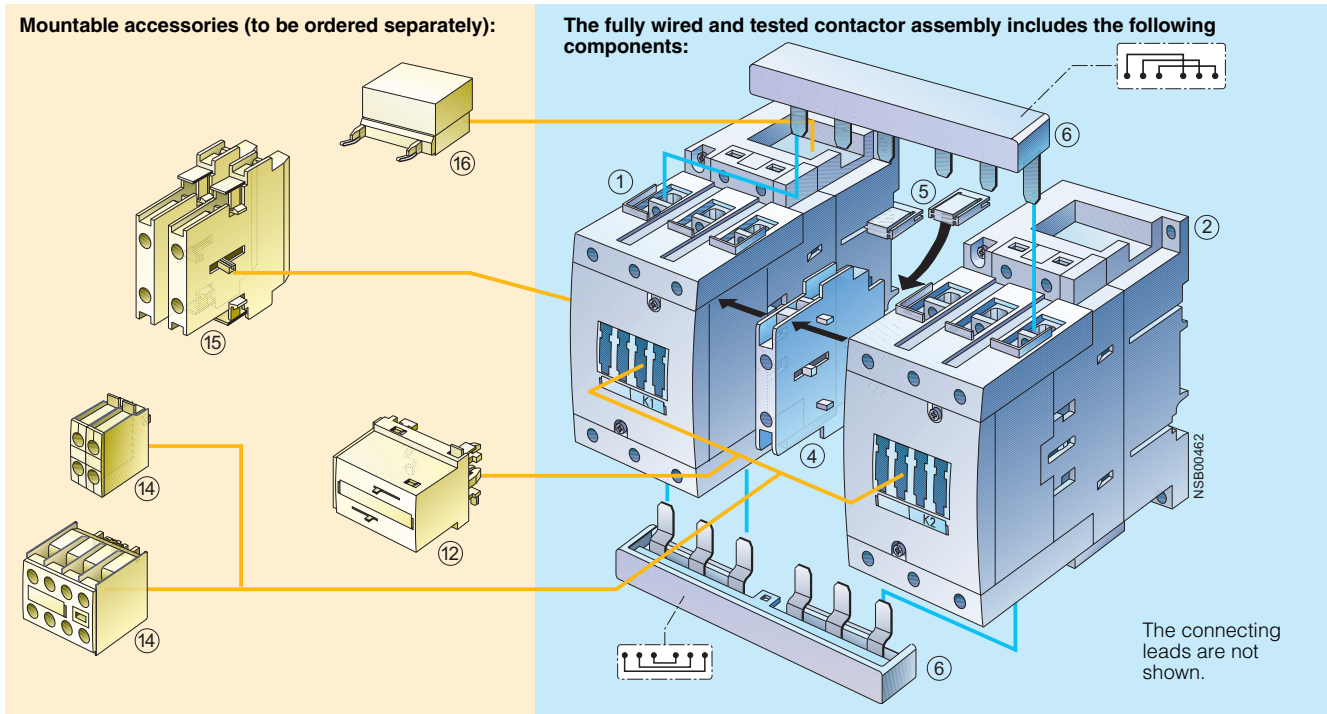 Mountable accessories (to be ordered separately):
The fully wired and tested contactor assembly includes the following
components:
16
6
1
5
2
15
K1
NSB00462
4
14
K2
12
14
6
The connecting
leads are not
shown.